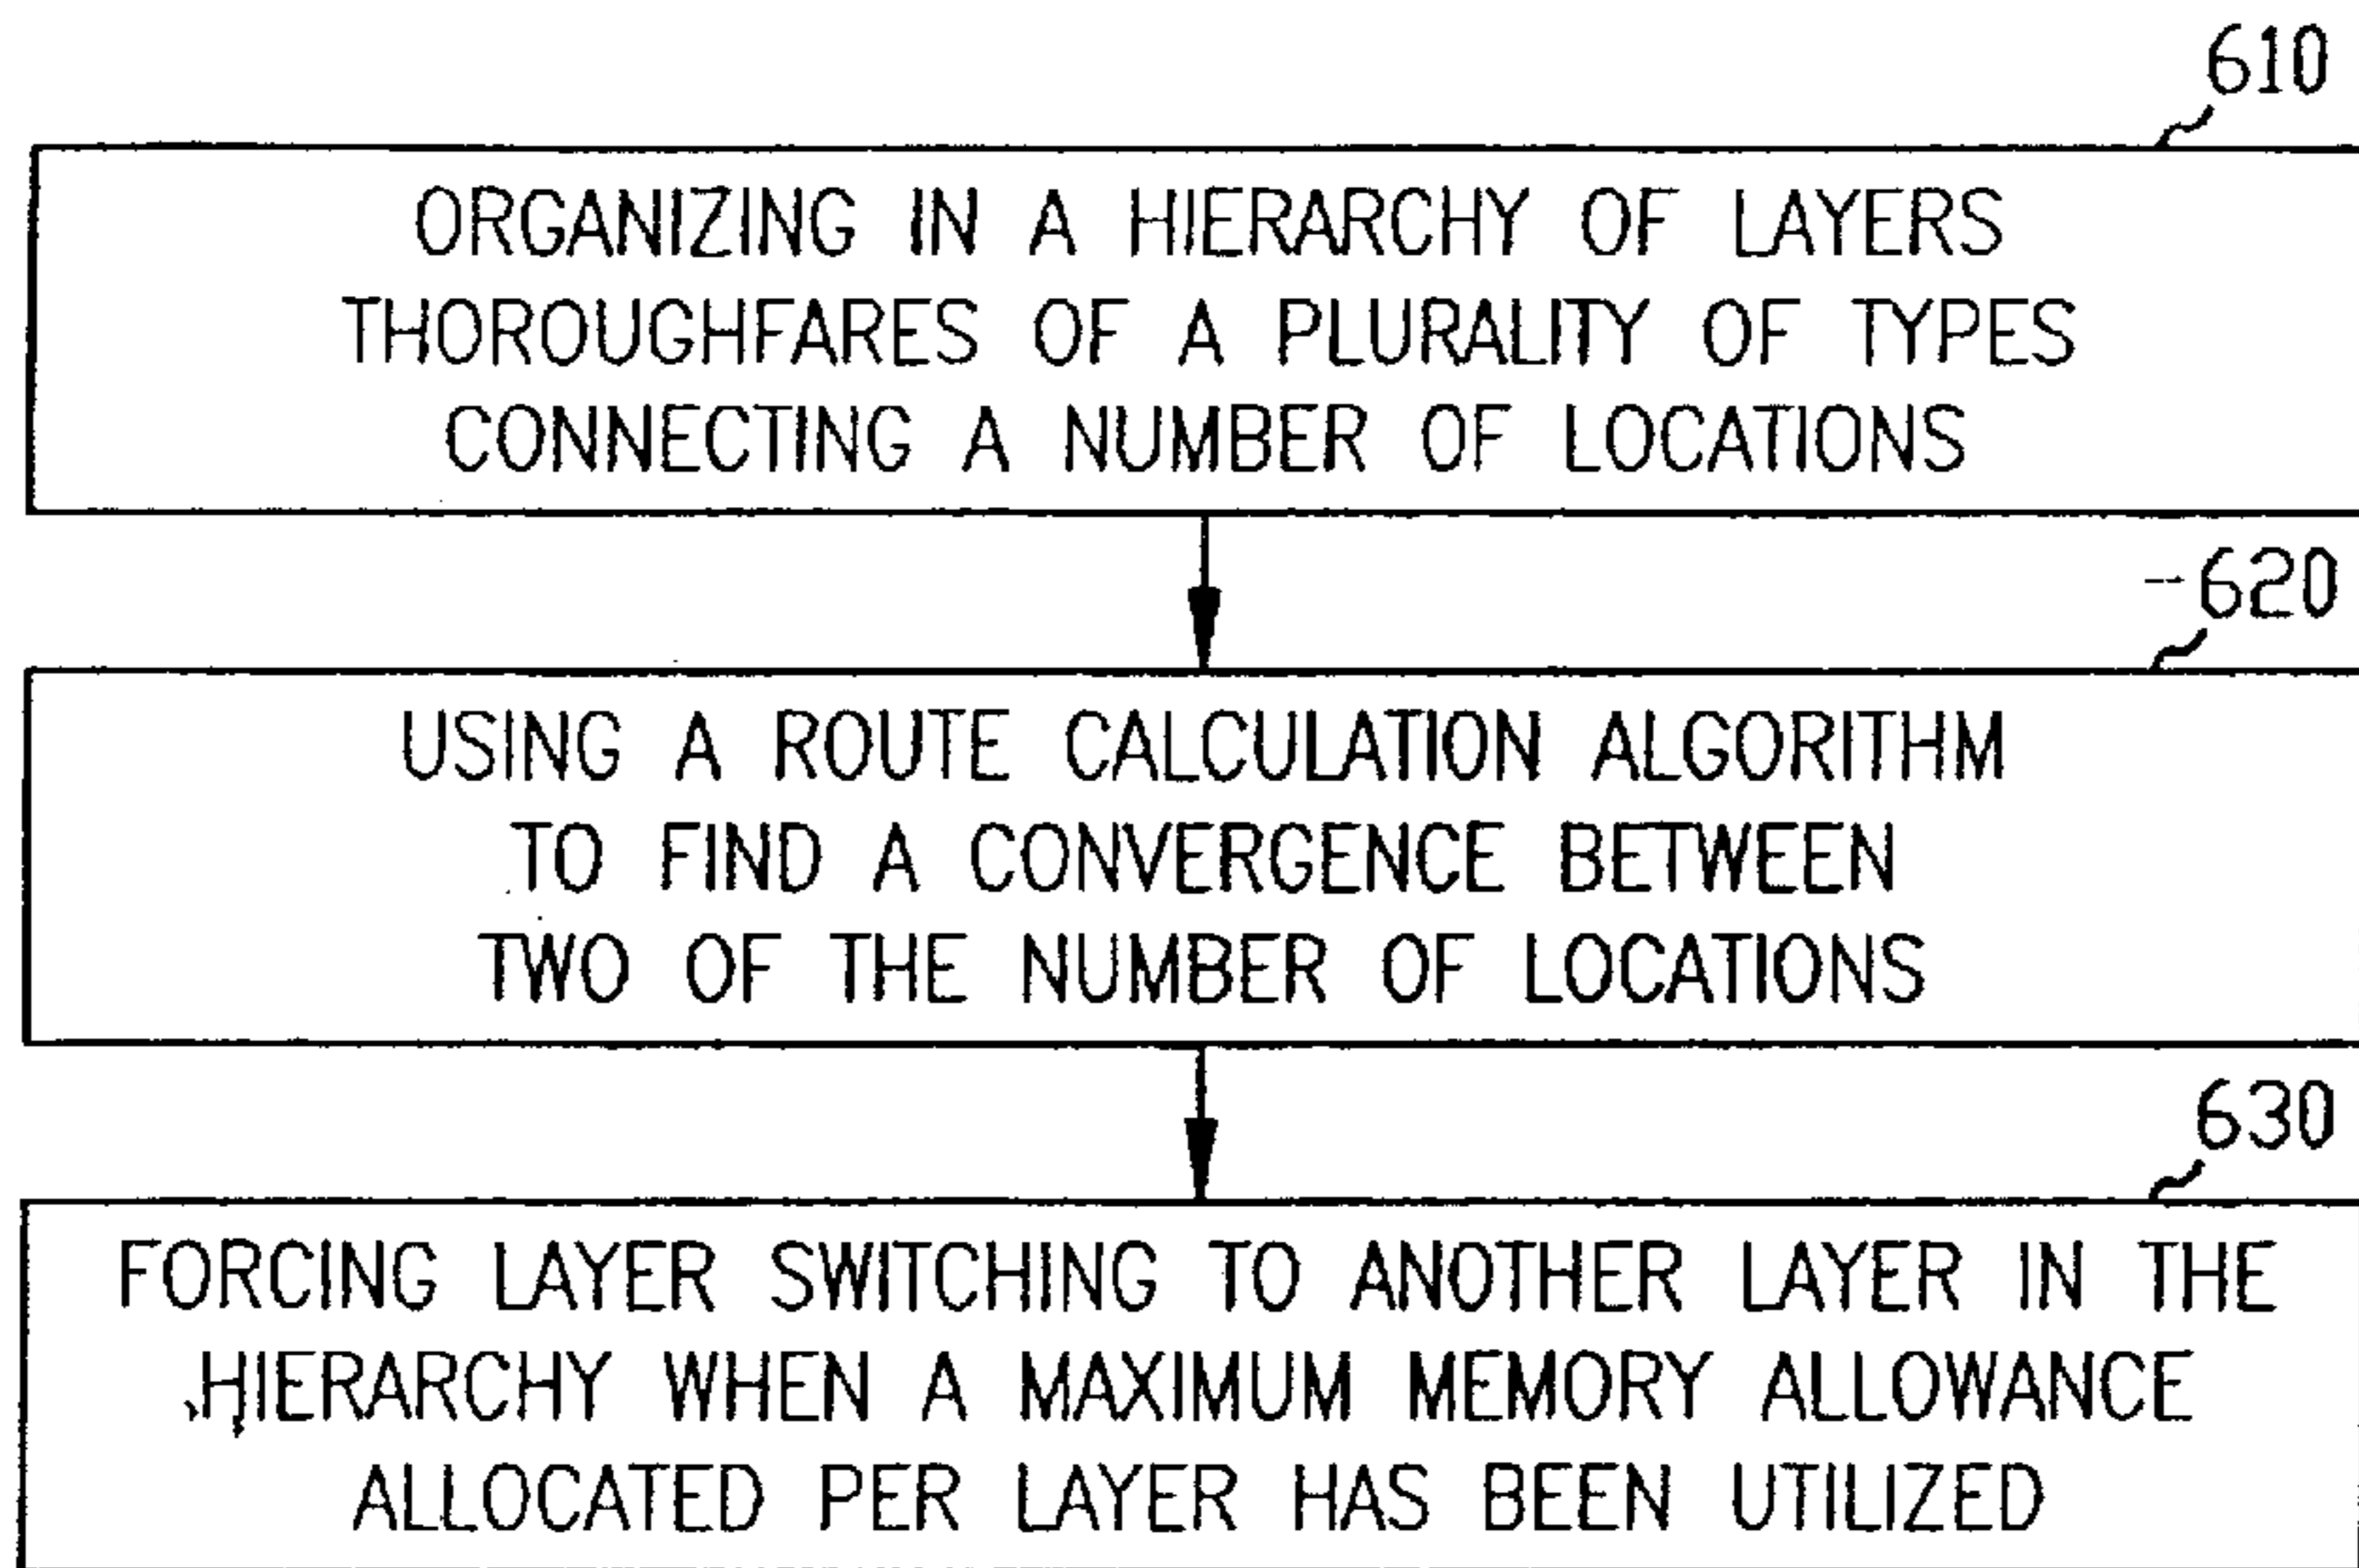 610
ORGANIZING IN A HIERARCHY OF LAYERS
THOROUGHFARES OF A PLURALITY OF TYPES
CONNECTING A NUMBER OF LOCATIONS
620
USING A ROUTE CALCULATION ALGORITHM
TO FIND A CONVERGENCE BETWEEN
TWO OF THE NUMBER OF LOCATIONS
630
FORCING LAYER SWITCHING TO ANOTHER LAYER IN THE
HIERARCHY WHEN A MAXIMUM MEMORY ALLOWANCE
ALLOCATED PER LAYER HAS BEEN UTILIZED